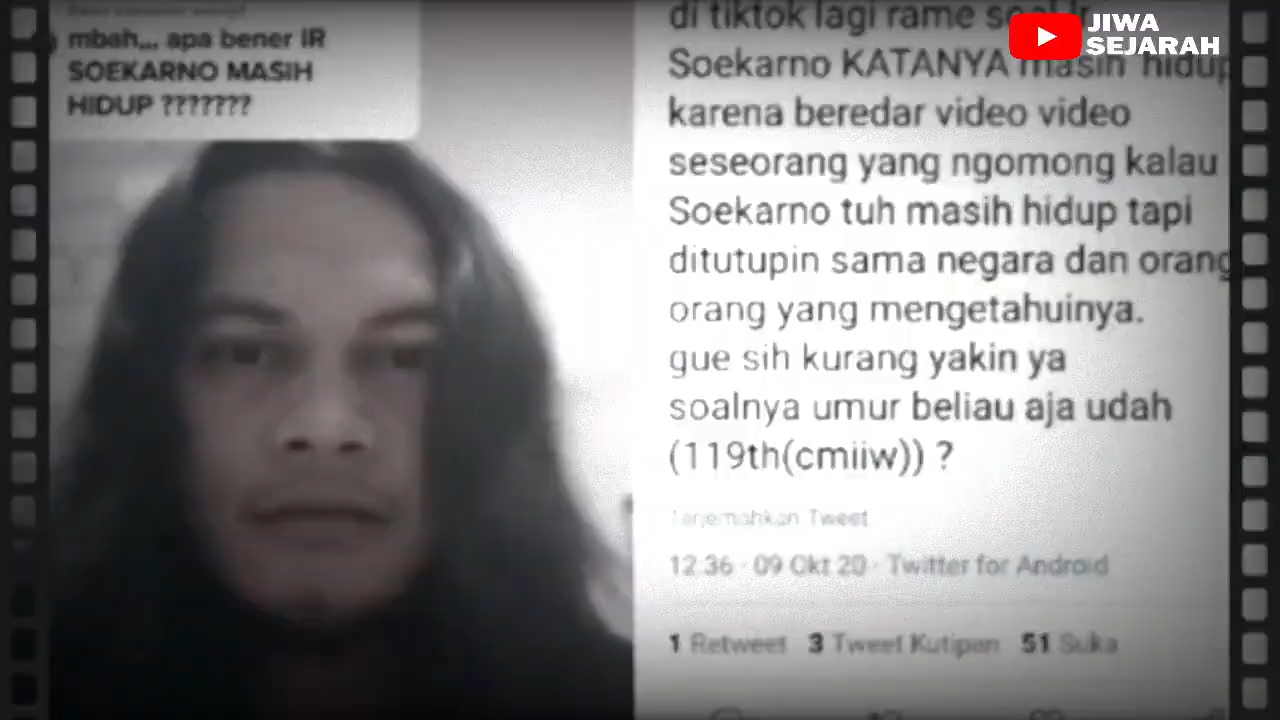 mbah... apa bener IR
SOEKARNO MASIH
HIDUP ???????
di tiktok lagi rame soal Ir
Soekarno KATANYA masih hidup
karena beredar video video
seseorang yang ngomong kalau
Soekarno tuh masih hidup tapi
ditutupin sama negara dan orang
orang yang mengetahuinya.
gue sih kurang yakin ya
soalnya umur beliau aja udah
(119th(cmiiw)) ?
Terjemahkan Tweet
12.36 · 09 Okt 20 · Twitter for Android
1 Retweet 3 Tweet Kutipan 51 Suka
JIWA
SEJARAH